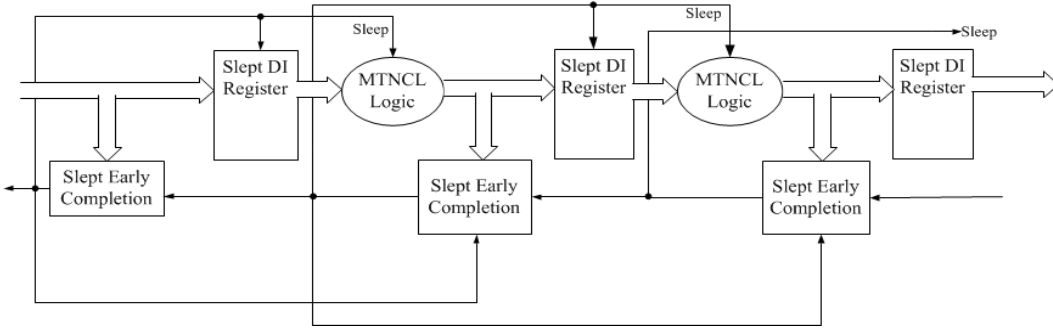 Sleep
Sleep
Sleep
Slept DI
Register
MTNCL
Logic
Slept DI
Register
MTNCL
Logic
Slept DI
Register
Slept Early
Completion
Slept Early
Completion
Slept Early
Completion